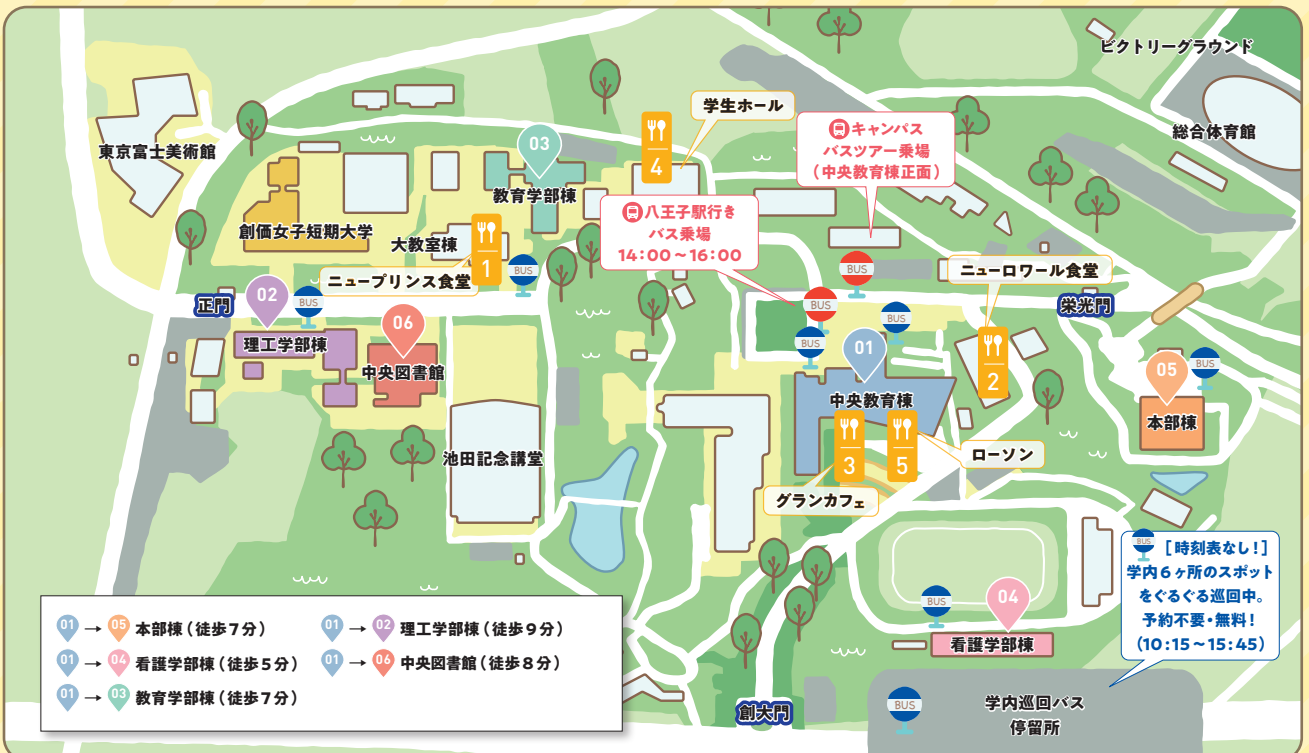 ビクトリーグラウンド
総合体育館
東京富士美術館
創価女子短期大学
03
教育学部棟
4
学生ホール
キャンパス
バスツアー乗場
(中央教育棟正面)
八王子駅行き
バス乗場
14:00~16:00
大教室棟
1
ニュープリンス食堂
BUS
正門
02
BUS
理工学部棟
06
中央図書館
池田記念講堂
BUS
BUS
BUS
BUS
01
中央教育棟
ニューロワール食堂
2
栄光門
05
BUS
本部棟
3
5
ローソン
グランカフェ
BUS
04
看護学部棟
創大門
BUS
[時刻表なし!]
学内6ヶ所のスポット
をぐるぐる巡回中。
予約不要・無料!
(10:15~15:45)
BUS
学内巡回バス
停留所
01 → 05 本部棟(徒歩7分)
01 → 04 看護学部棟(徒歩5分)
01 → 03 教育学部棟(徒歩7分)
01 → 02 理工学部棟(徒歩9分)
01 → 06 中央図書館(徒歩8分)